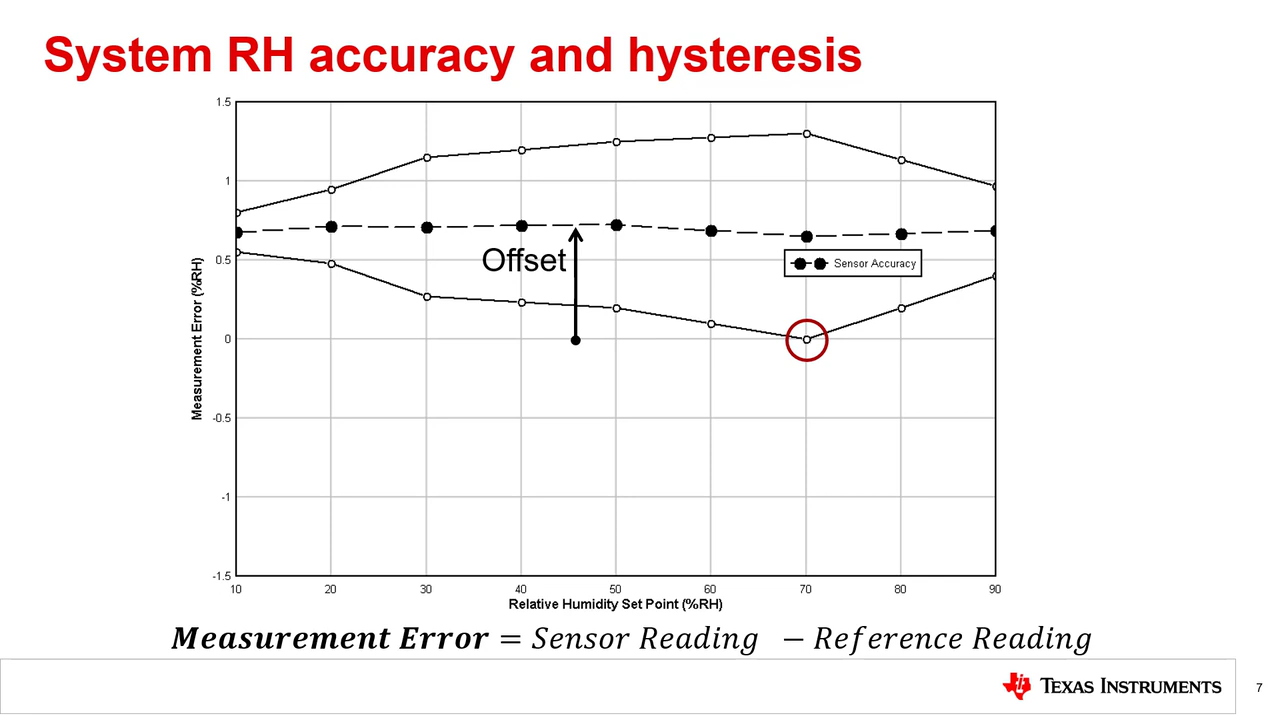 System RH accuracy and hysteresis
1.5
1
0.5
0
-0.5
-1
-1.5
Measurement Error (%RH)
Offset
Sensor Accuracy
10 20 30 40 50 60 70 80 90
Relative Humidity Set Point (%RH)
Measurement Error = Sensor Reading − Reference Reading
TEXAS INSTRUMENTS
7